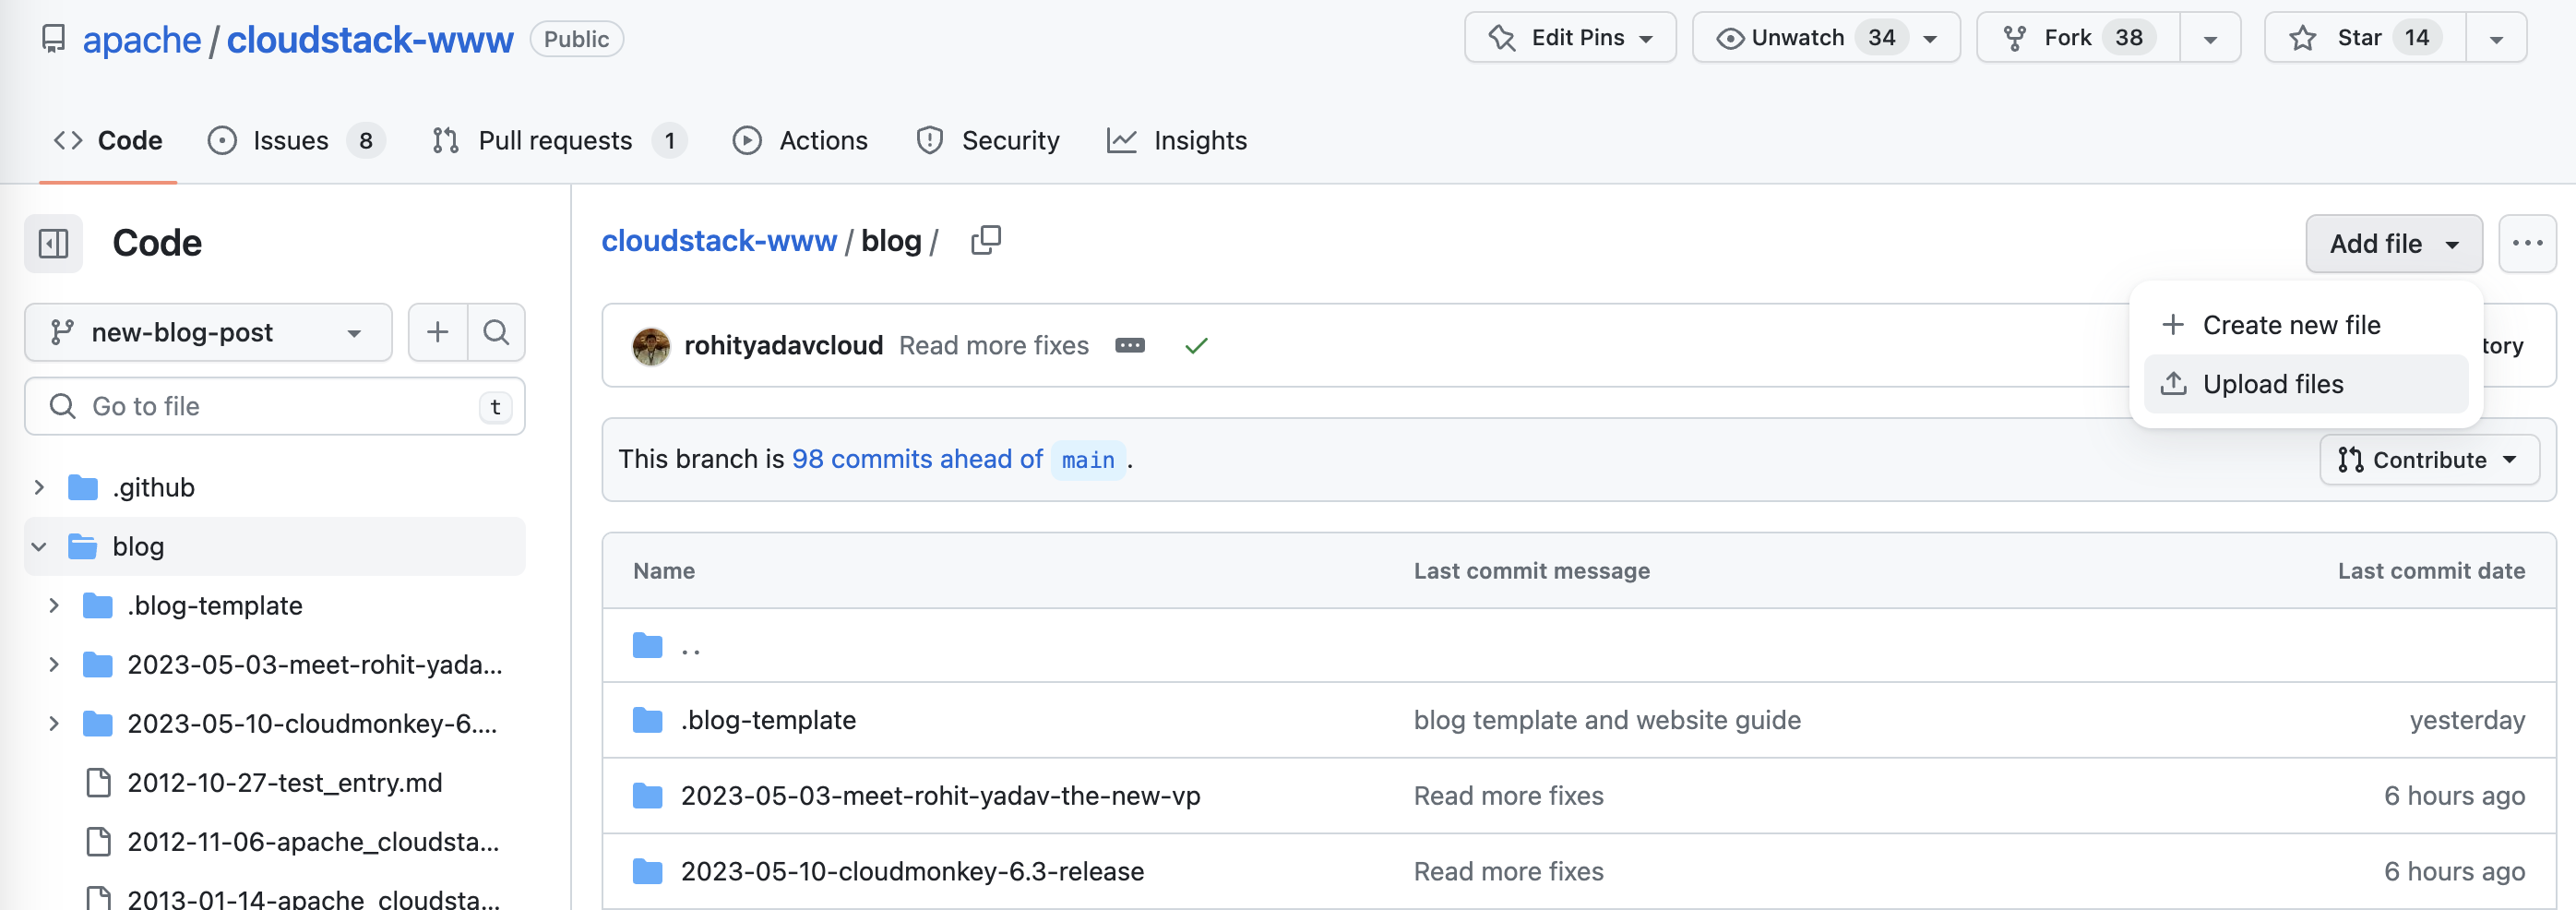 apache / cloudstack-www Public Edit Pins Unwatch 34 Fork 38 Star 14
Code Issues 8 Pull requests 1 Actions Security Insights
Code
new-blog-post
Go to file t
.github
blog
.blog-template
2023-05-03-meet-rohit-yada...
2023-05-10-cloudmonkey-6....
2012-10-27-test_entry.md
2012-11-06-apache_cloudsta...
2013-01-14-apache_cloudsta...
cloudstack-www / blog / Add file
Create new file
Upload files
rohityadavcloud Read more fixes tory
This branch is 98 commits ahead of main . Contribute
Name Last commit message Last commit date
..
.blog-template blog template and website guide yesterday
2023-05-03-meet-rohit-yadav-the-new-vp Read more fixes 6 hours ago
2023-05-10-cloudmonkey-6.3-release Read more fixes 6 hours ago